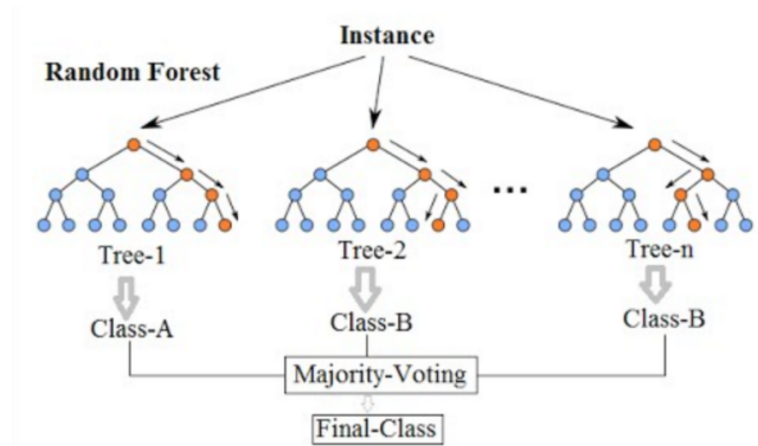 Instance
Random Forest
...
Tree-1
Tree-2
Tree-n
Class-A
Class-B
Class-B
Majority-Voting
Final-Class